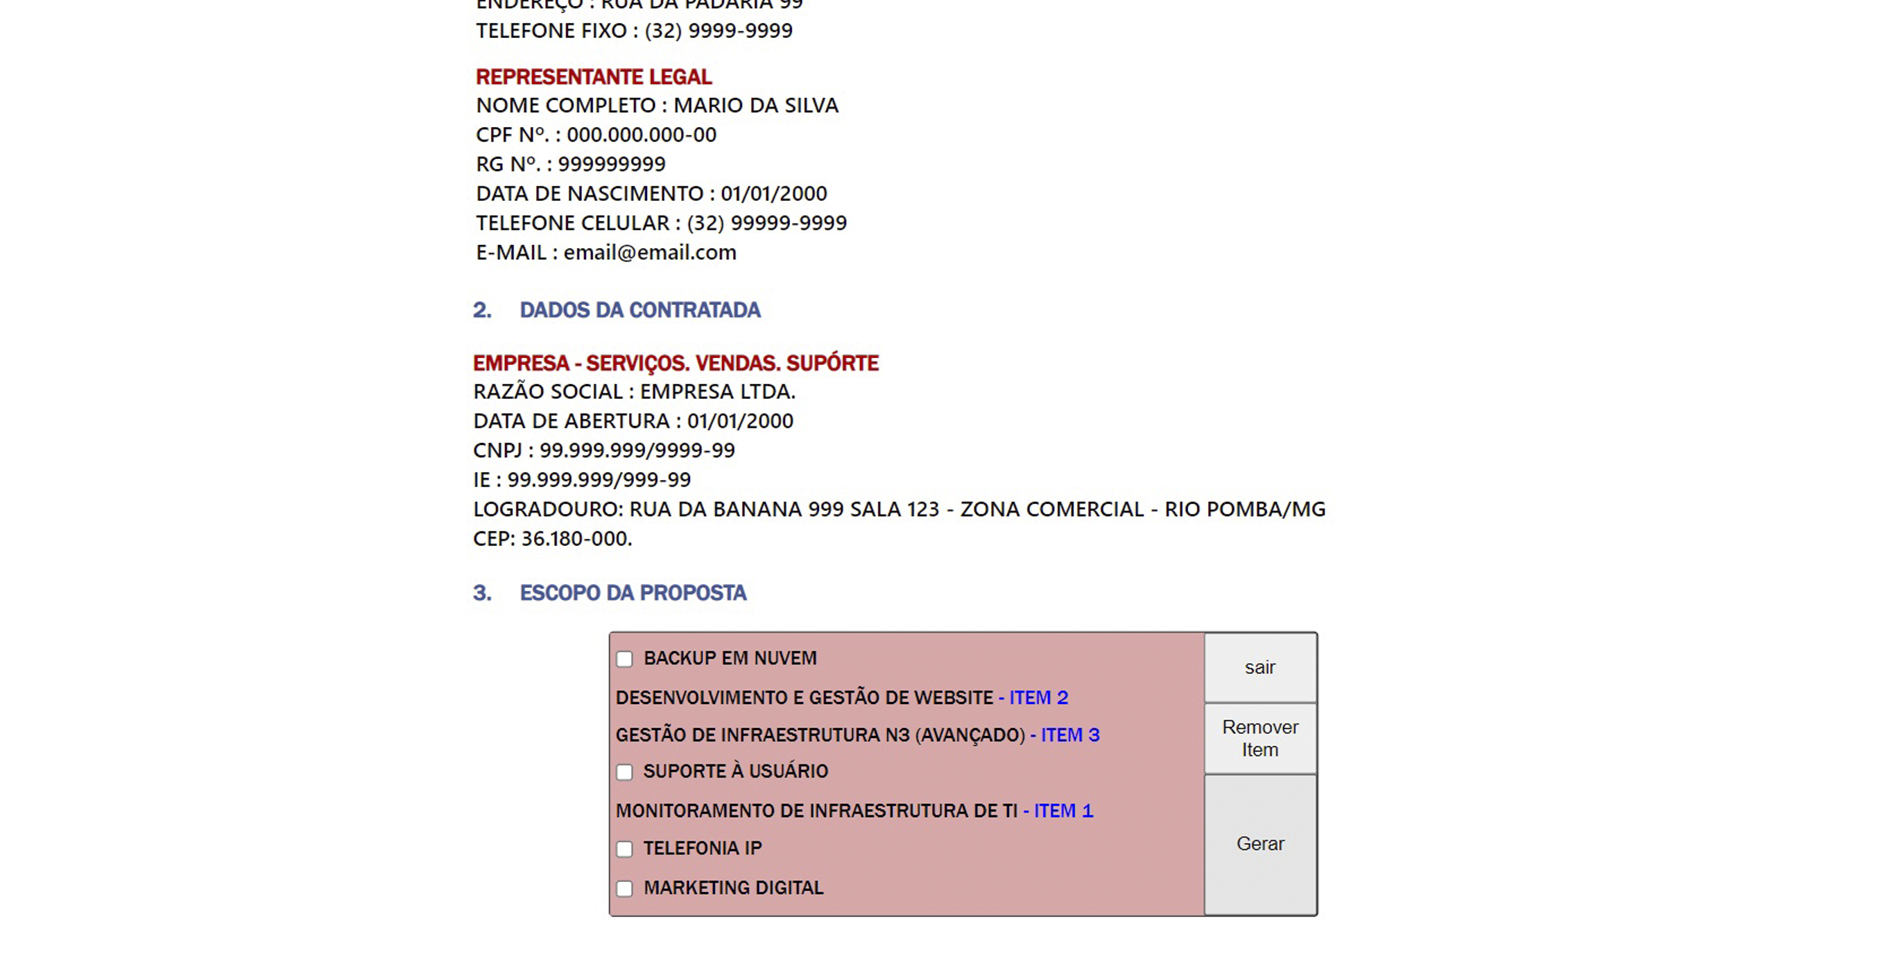 ENDEREÇO : RUA DA PADARIA 99
TELEFONE FIXO : (32) 9999-9999
REPRESENTANTE LEGAL
NOME COMPLETO : MARIO DA SILVA
CPF Nº. : 000.000.000-00
RG Nº. : 999999999
DATA DE NASCIMENTO : 01/01/2000
TELEFONE CELULAR : (32) 99999-9999
E-MAIL : email@email.com
2. DADOS DA CONTRATADA
EMPRESA - SERVIÇOS. VENDAS. SUPÓRTE
RAZÃO SOCIAL : EMPRESA LTDA.
DATA DE ABERTURA : 01/01/2000
CNPJ : 99.999.999/9999-99
IE : 99.999.999/999-99
LOGRADOURO: RUA DA BANANA 999 SALA 123 - ZONA COMERCIAL - RIO POMBA/MG
CEP: 36.180-000.
3. ESCOPO DA PROPOSTA
BACKUP EM NUVEM
DESENVOLVIMENTO E GESTÃO DE WEBSITE - ITEM 2
GESTÃO DE INFRAESTRUTURA N3 (AVANÇADO) - ITEM 3
SUPORTE À USUÁRIO
MONITORAMENTO DE INFRAESTRUTURA DE TI - ITEM 1
TELEFONIA IP
MARKETING DIGITAL
sair
Remover
Item
Gerar